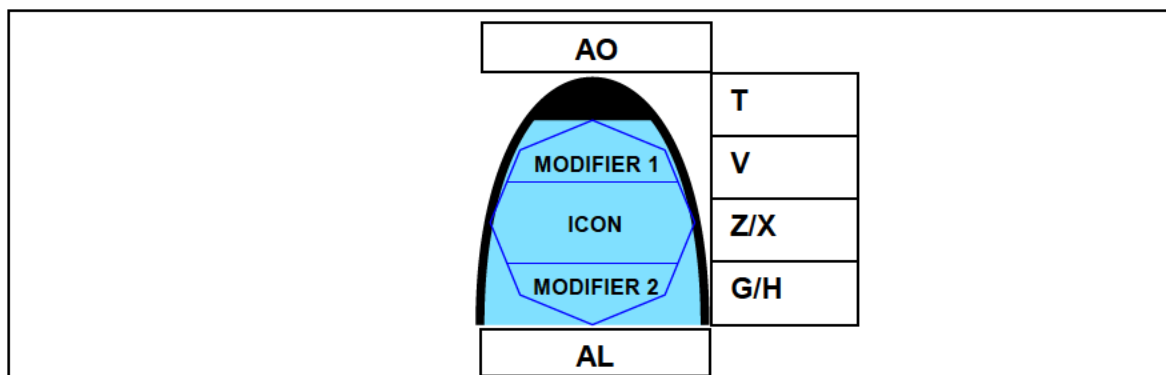 AO
T
MODIFIER 1
V
ICON
Z/X
MODIFIER 2
G/H
AL